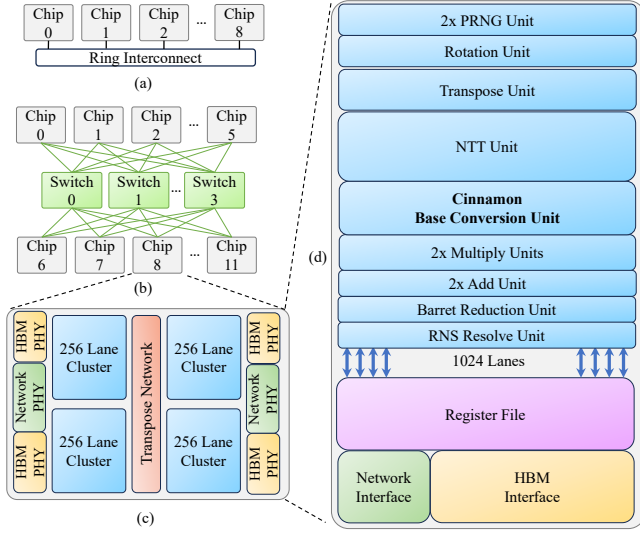 Chip 0
Chip 1
Chip 2
...
Chip 8
Ring Interconnect
(a)
Chip 0
Chip 1
Chip 2
...
Chip 5
Switch 0
Switch 1
...
Switch 3
Chip 6
Chip 7
Chip 8
...
Chip 11
(b)
HBM PHY
Network PHY
HBM PHY
256 Lane
Cluster
256 Lane
Cluster
Transpose Network
256 Lane
Cluster
256 Lane
Cluster
HBM PHY
Network PHY
HBM PHY
(c)
(d)
2x PRNG Unit
Rotation Unit
Transpose Unit
NTT Unit
Cinnamon
Base Conversion Unit
2x Multiply Units
2x Add Unit
Barret Reduction Unit
RNS Resolve Unit
1024 Lanes
Register File
Network
Interface
HBM
Interface